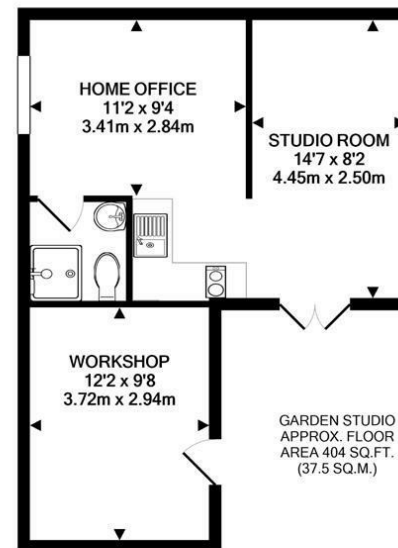 HOME OFFICE
11'2 x 9'4
3.41m x 2.84m
STUDIO ROOM
14'7 x 8'2
4.45m x 2.50m
WORKSHOP
12'2 x 9'8
3.72m x 2.94m
GARDEN STUDIO
APPROX. FLOOR
AREA 404 SQ.FT.
(37.5 SQ.M.)